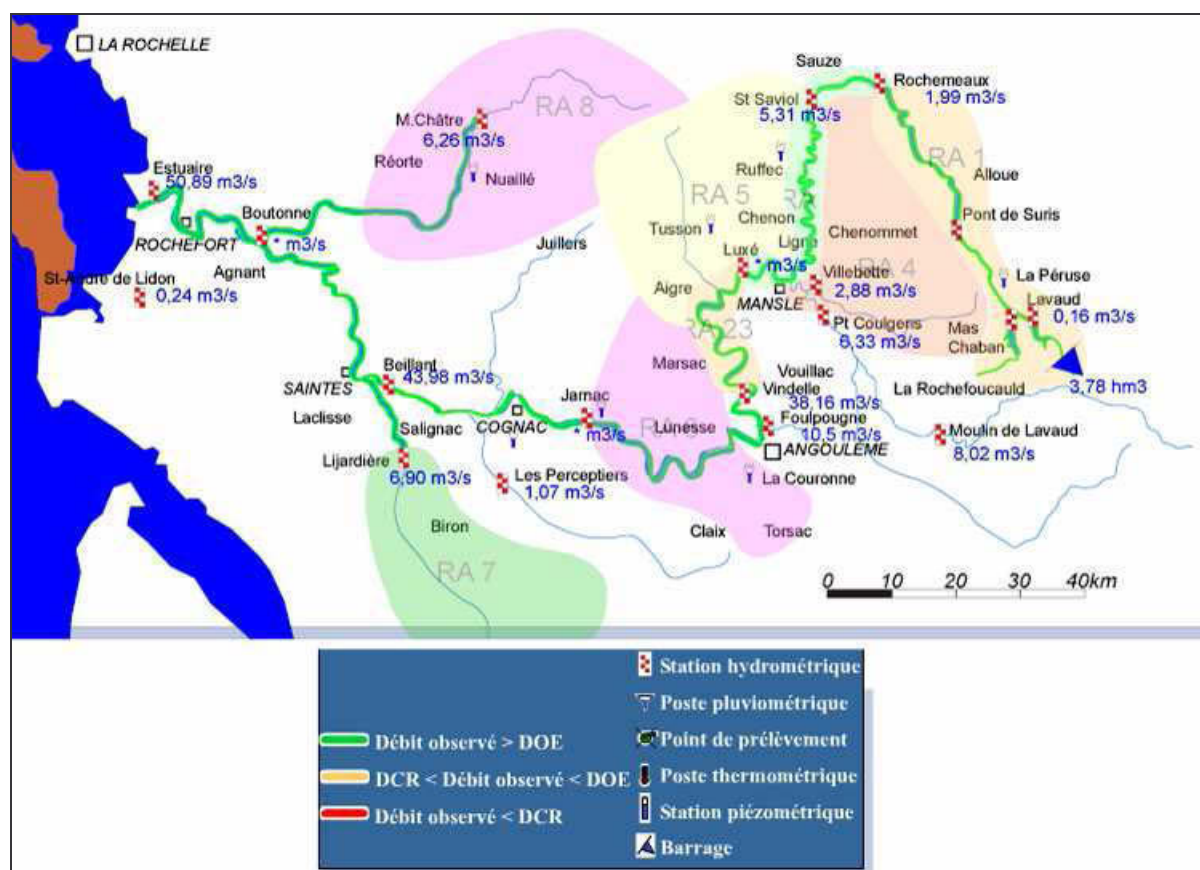 LA ROCHELLE
Sauze
Rochemeaux
1,99 m3/s
St Saviol
5,31 m3/s
M.Châtre
6,26 m3/s
RA 8
Réorte
Nuaillé
Ruffec
RA 1
Alloue
Estuaire
50,89 m3/s
RA 5
RA
Chenon
Tusson
Pont de Suris
Boutonne
* m3/s
ROCHEFORT
Juillers
Ligne
Chenommet
Luxé
* m3/s
Agnant
St-Andre de Lidon
0,24 m3/s
Villebette
2,88 m3/s
RA 4
La Péruse
Aigre
MANSLE
Lavaud
0,16 m3/s
Pt Coulgens
6,33 m3/s
Mas
Chaban
RA 23
Marsac
Vouillac
Beillant
43,98 m3/s
SAINTES
Vindelle
38,16 m3/s
La Rochefoucauld
3,78 hm3
Jarnac
* m3/s
Laclisse
Salignac
COGNAC
Lunesse
Foulpougne
10,5 m3/s
Moulin de Lavaud
8,02 m3/s
ANGOULÊME
Lijardière
6,90 m3/s
Les Perceptiers
1,07 m3/s
La Couronne
Biron
Claix
Torsac
RA 7
0 10 20 30 40km
Station hydrométrique
Poste pluviométrique
Débit observé > DOE
Point de prélèvement
DCR < Débit observé < DOE
Poste thermométrique
Débit observé < DCR
Station piézométrique
Barrage